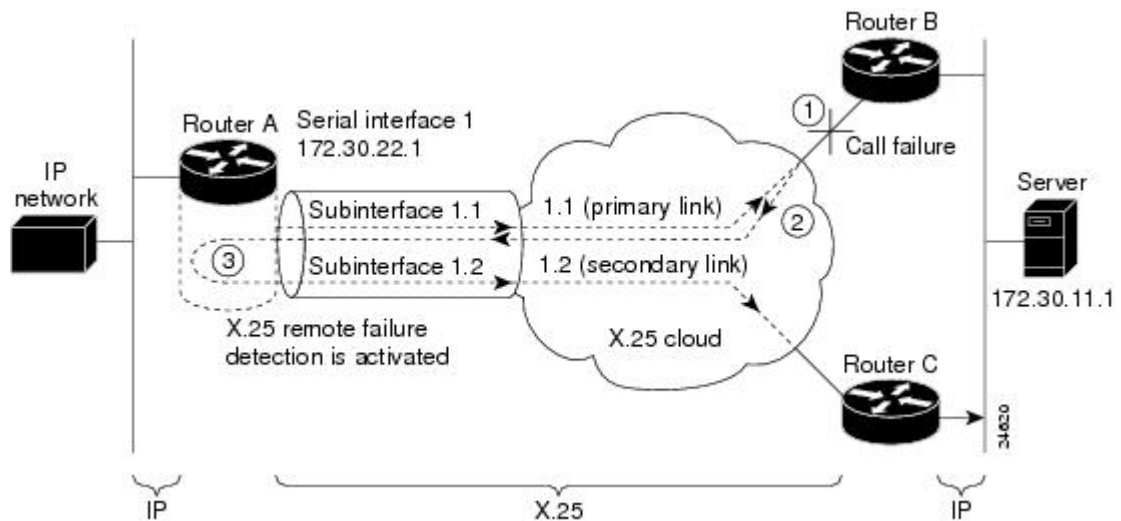 Router B
1
Call failure
Router A
Serial interface 1
172.30.22.1
IP
network
Server
Subinterface 1.1
1.1 (primary link)
2
3
Subinterface 1.2
1.2 (secondary link)
172.30.11.1
X.25 remote failure
detection is activated
X.25 cloud
Router C
24620
IP
X.25
IP